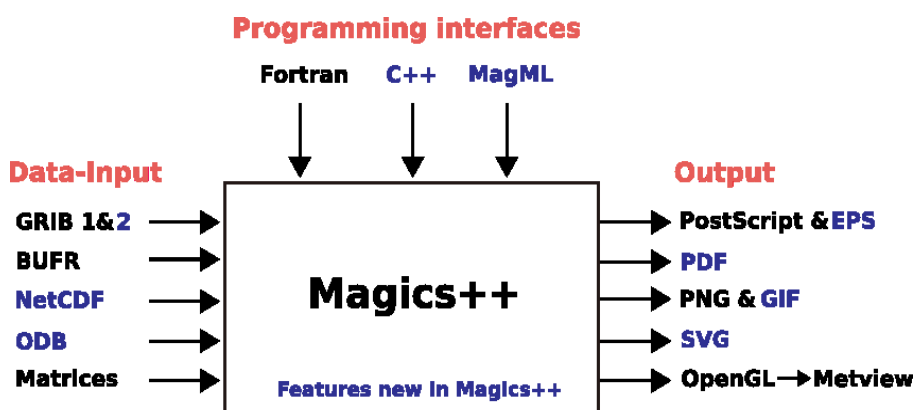 Programming interfaces
Fortran C++ MagML
Data-Input
GRIB 1&2
BUFR
NetCDF
ODB
Matrices
Magics++
Features new in Magics++
Output
PostScript & EPS
PDF
PNG & GIF
SVG
OpenGL Metview